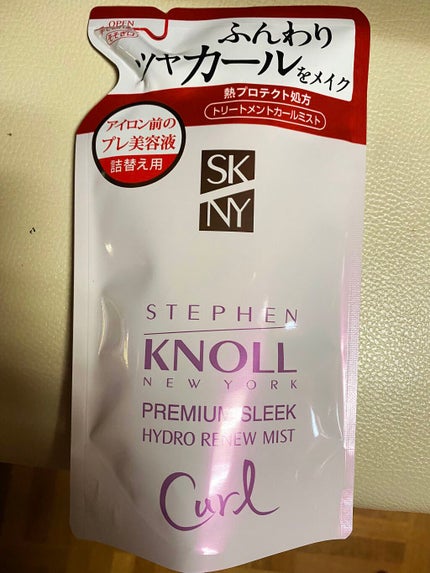 OPEN
ふんわり
ツヤカールをメイク
熱プロテクト処方
トリートメントカールミスト
アイロン前の
プレ美容液
詰替え用
SK
NY
STEPHEN
KNOLL
NEW YORK
PREMIUM SLEEK
HYDRO RENEW MIST
Curl